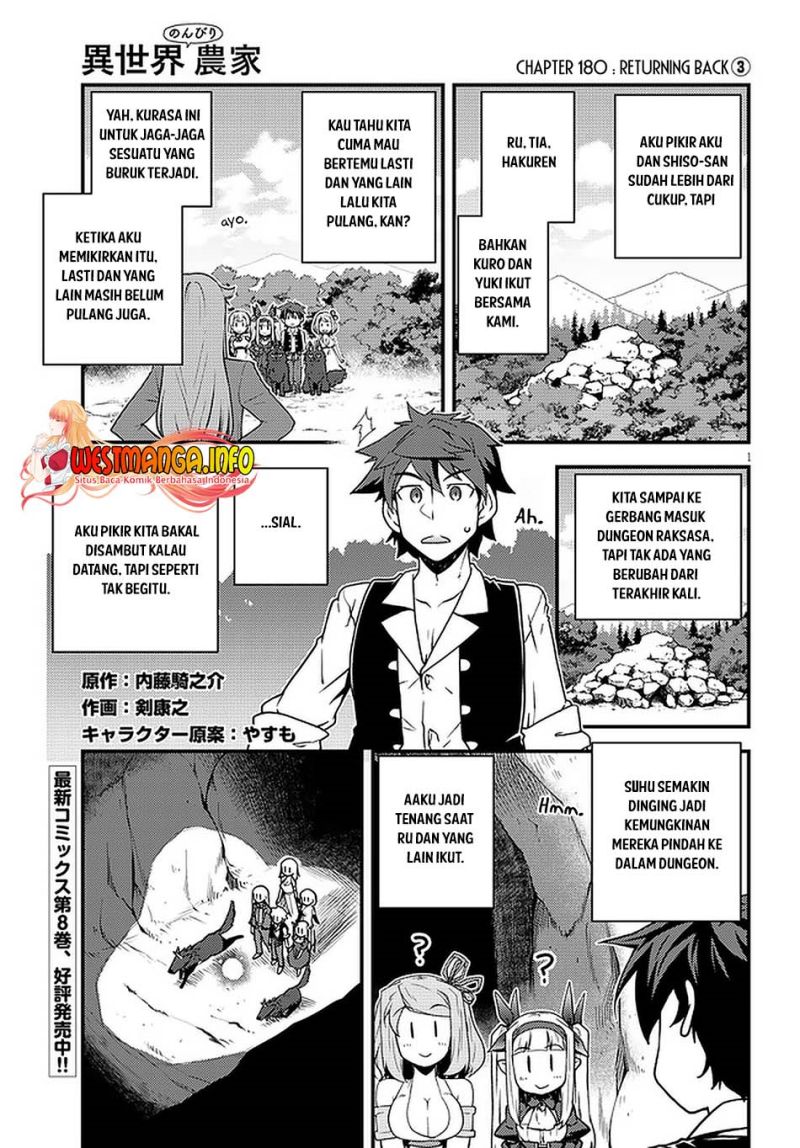 異世界
のんびり
農家
CHAPTER 180 : RETURNING BACK ③
AKU PIKIR AKU
DAN SHISO-SAN
SUDAH LEBIH DARI
CUKUP, TAPI
RU, TIA,
HAKUREN
BAHKAN
KURO DAN
YUKI IKUT
BERSAMA
KAMI.
KAU TAHU KITA
CUMA MAU
BERTEMU LASTI
DAN YANG LAIN
LALU KITA
PULANG, KAN?
YAH, KURASA INI
UNTUK JAGA-JAGA
SESUATU YANG
BURUK TERJADI.
ayo.
KETIKA AKU
MEMIKIRKAN ITU,
LASTI DAN YANG
LAIN MASIH BELUM
PULANG JUGA.
1
WESTMANGA.INFO
Situs Baca Komik Berbahasa Indonesia
KITA SAMPAI KE
GERBANG MASUK
DUNGEON RAKSASA,
TAPI TAK ADA YANG
BERUBAH DARI
TERAKHIR KALI.
Ah.
...SIAL.
AKU PIKIR KITA BAKAL
DISAMBUT KALAU
DATANG, TAPI SEPERTI
TAK BEGITU.
原作：内藤騎之介
作画：剣康之
キャラクター原案：やすも
SUHU SEMAKIN
DINGING JADI
KEMUNGKINAN
MEREKA PINDAH KE
DALAM DUNGEON.
Hmm.
AAKU JADI
TENANG SAAT
RU DAN YANG
LAIN IKUT.
?
?
最新コミックス第8巻、好評発売中!!